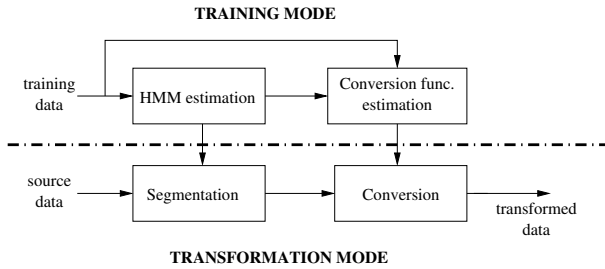 TRAINING MODE
training
data
HMM estimation
Conversion func.
estimation
source
data
Segmentation
Conversion
transformed
data
TRANSFORMATION MODE